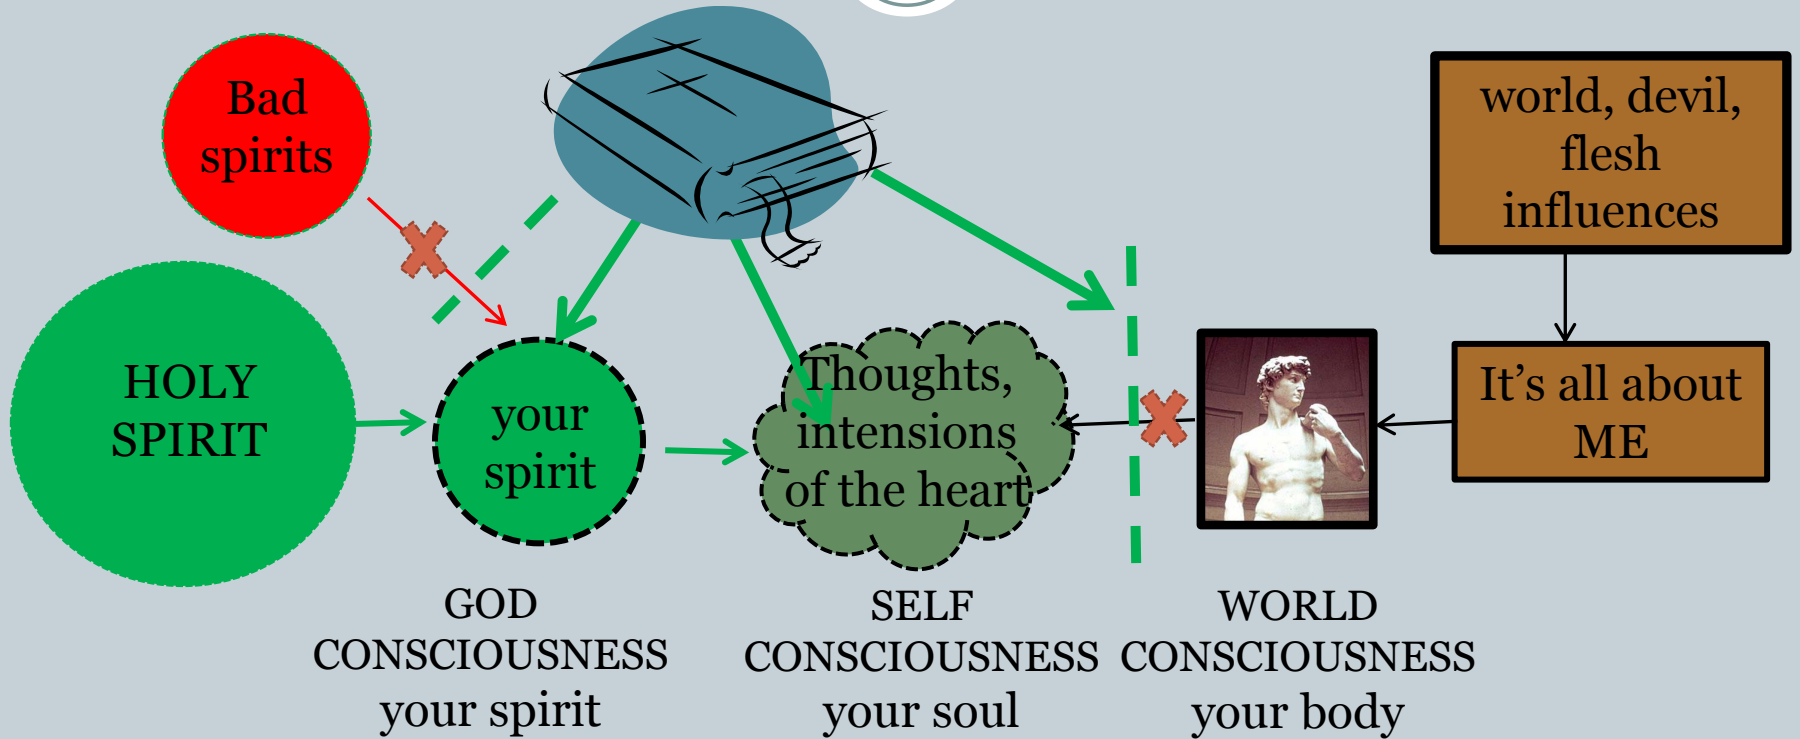 Bad
spirits
world, devil,
flesh
influences
HOLY
SPIRIT
your
spirit
Thoughts,
intensions
of the heart
It's all about
ME
GOD
CONSCIOUSNESS
your spirit
SELF
CONSCIOUSNESS
your soul
WORLD
CONSCIOUSNESS
your body